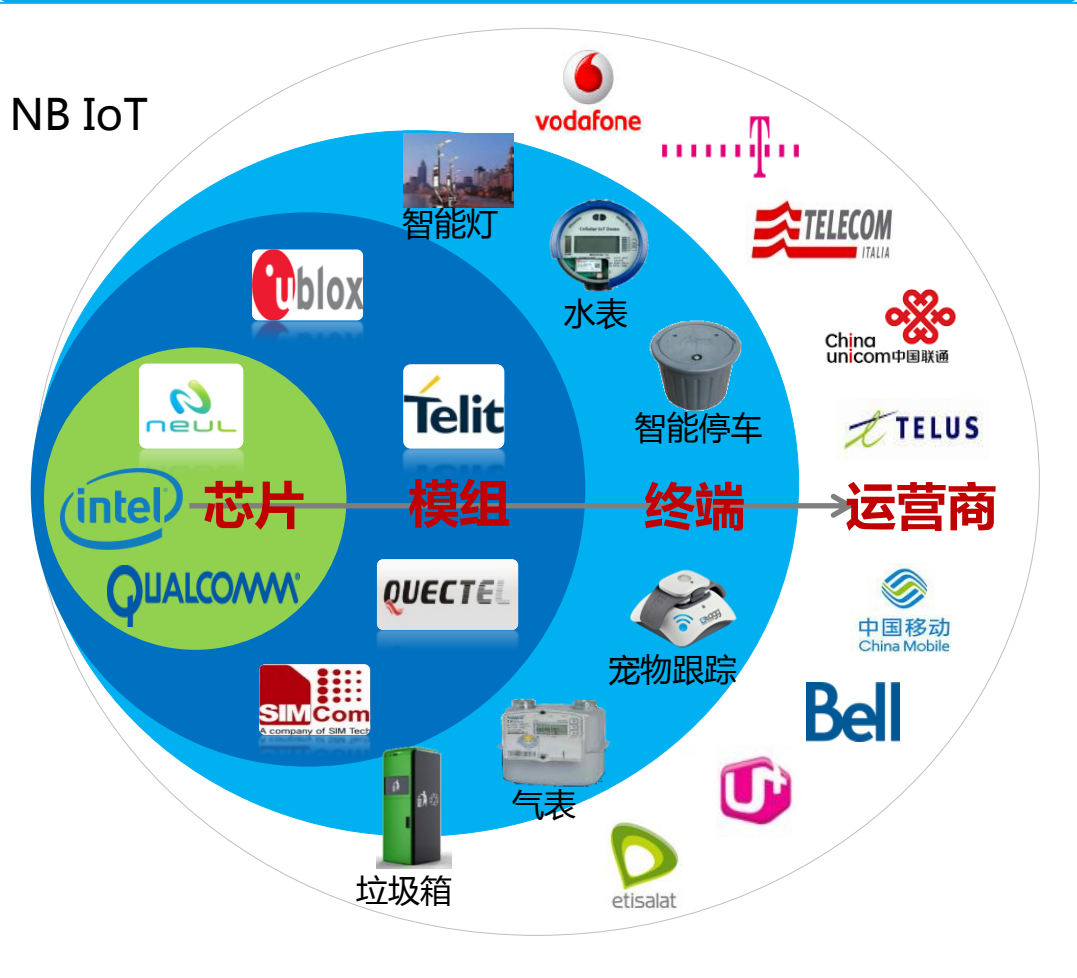 NB IoT
vodafone
T
智能灯
TELECOM
ITALIA
Cellular IoT Demo
水表
ublox
China
unicom中国联通
neul
Telit
智能停车
TELUS
intel
芯片
模组
终端
运营商
QUALCOMM
QUECTEL
中国移动
China Mobile
宠物跟踪
SIMCom
A company of SIM Tech
Bell
气表
U+
垃圾箱
etisalat